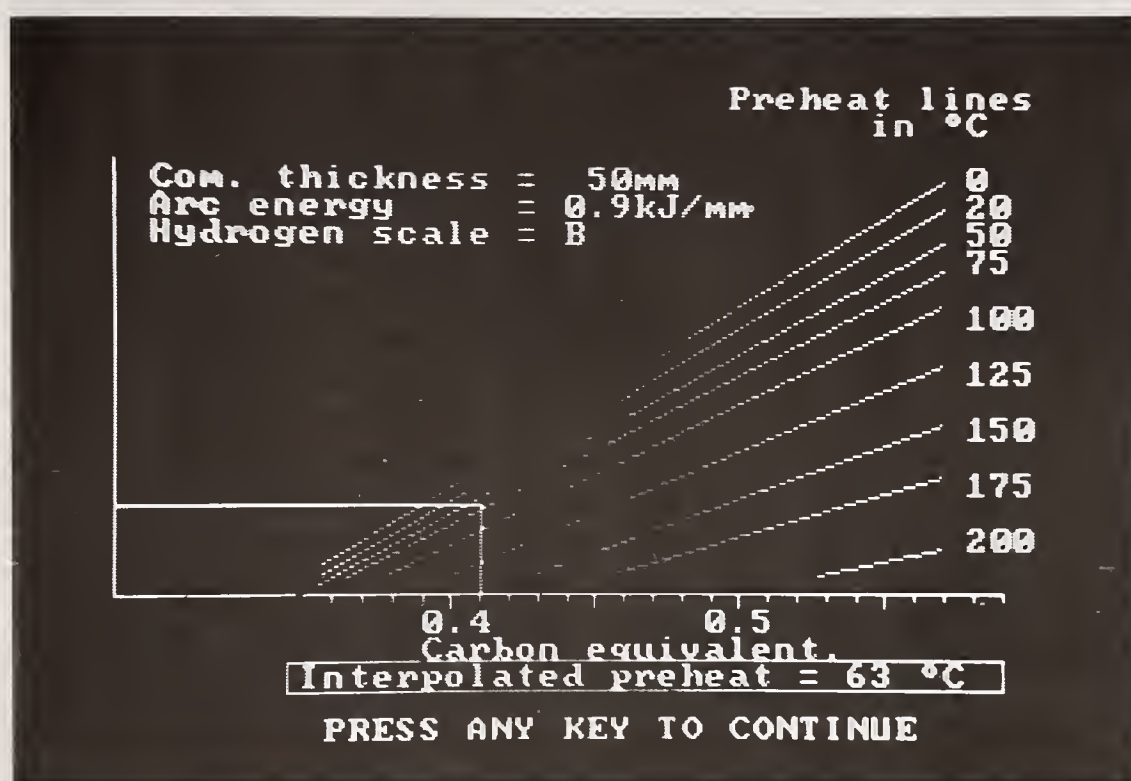 Preheat lines
in °C
Com. thickness = 50mm
Arc energy = 0.9kJ/mm
Hydrogen scale = B
0
20
50
75
100
125
150
175
200
0.4 0.5
Carbon equivalent.
Interpolated preheat = 63 °C
PRESS ANY KEY TO CONTINUE